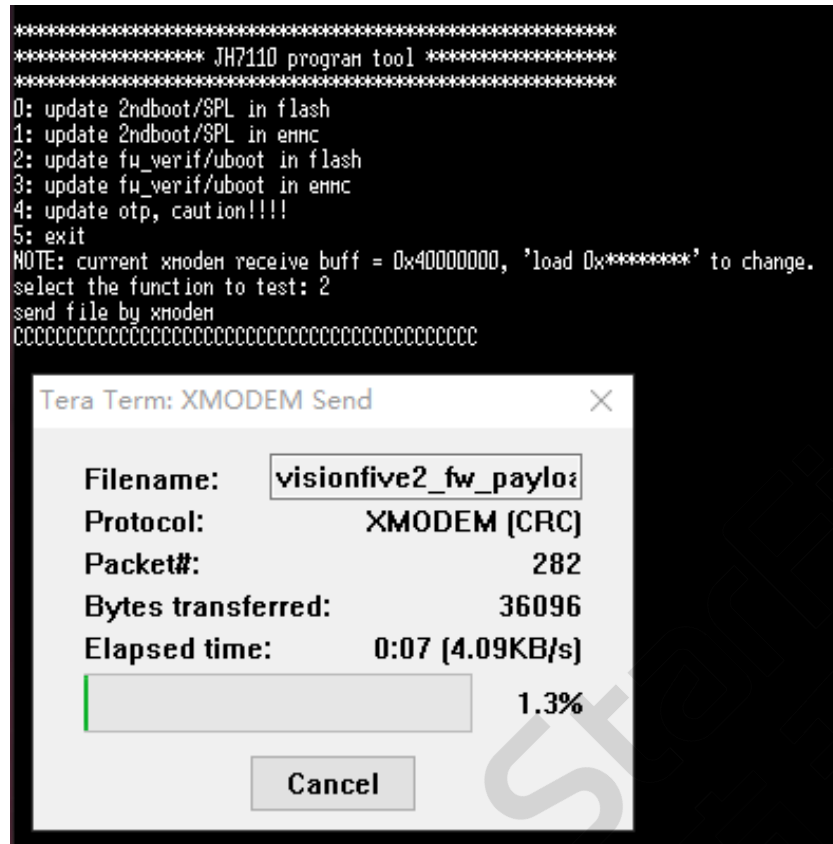 *********************************************************
****************** JH7110 program tool ******************
*********************************************************
0: update 2ndboot/SPL in flash
1: update 2ndboot/SPL in emmc
2: update fw_verif/uboot in flash
3: update fw_verif/uboot in emmc
4: update otp, caution!!!!
5: exit
NOTE: current xmodem receive buff = 0x40000000, 'load 0x********' to change.
select the function to test: 2
send file by xmodem
CCCCCCCCCCCCCCCCCCCCCCCCCCCCCCCCCCCCCCCCCCCC
Tera Term: XMODEM Send
Filename: visionfive2_fw_payloa
Protocol: XMODEM (CRC)
Packet#: 282
Bytes transferred: 36096
Elapsed time: 0:07 (4.09KB/s)
1.3%
Cancel